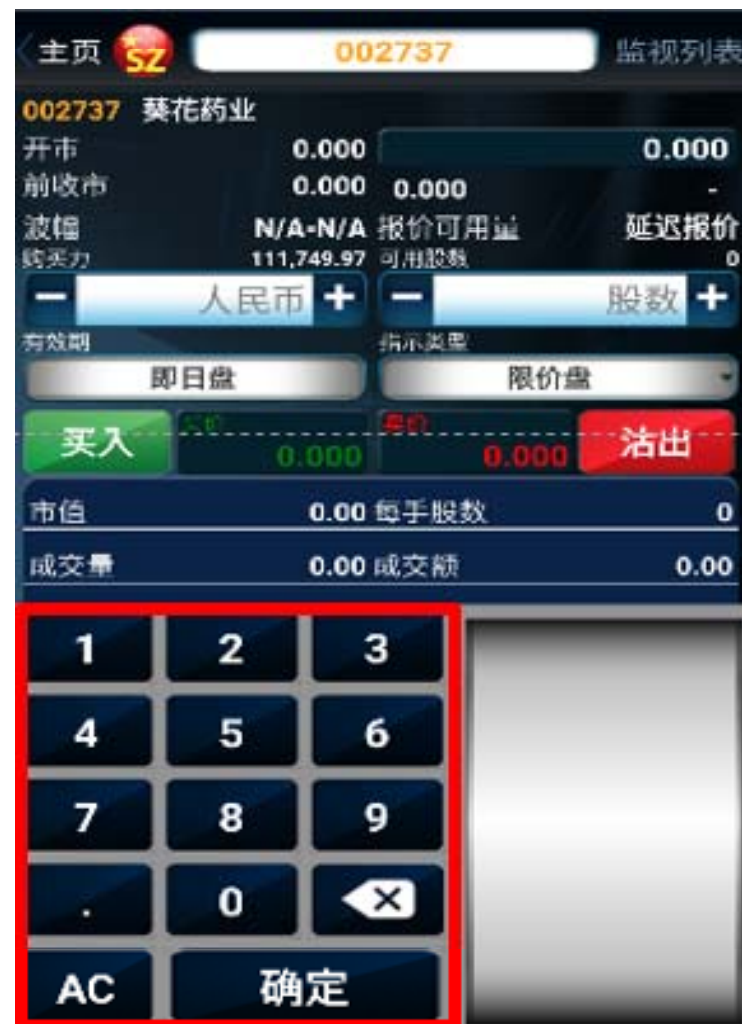 主页 SZ 002737 监视列表
002737 葵花药业
开市 0.000 0.000
前收市 0.000 0.000 -
波幅 N/A-N/A 报价可用量 延迟报价
购买力 111,749.97 可用股数 0
− 人民币 + − 股数 +
有效期 指示类型
即日盘 限价盘
买入 买价 0.000 卖价 0.000 沽出
市值 0.00 每手股数 0
成交量 0.00 成交额 0.00
1 2 3
4 5 6
7 8 9
. 0
AC 确定